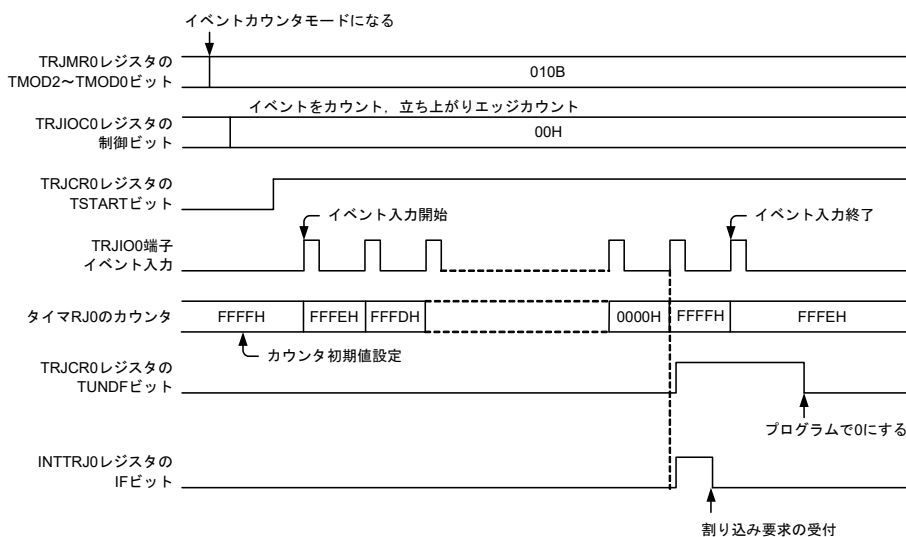 イベントカウンタモードになる
TRJMR0レジスタの
TMOD2〜TMOD0ビット
010B
イベントをカウント，立ち上がりエッジカウント
TRJIOC0レジスタの
制御ビット
00H
TRJCR0レジスタの
TSTARTビット
イベント入力開始
イベント入力終了
TRJIO0端子
イベント入力
タイマRJ0のカウンタ
FFFFH
FFFEH
FFFDH
0000H
FFFFH
FFFEH
カウンタ初期値設定
TRJCR0レジスタの
TUNDFビット
プログラムで0にする
INTTRJ0レジスタの
IFビット
割り込み要求の受付